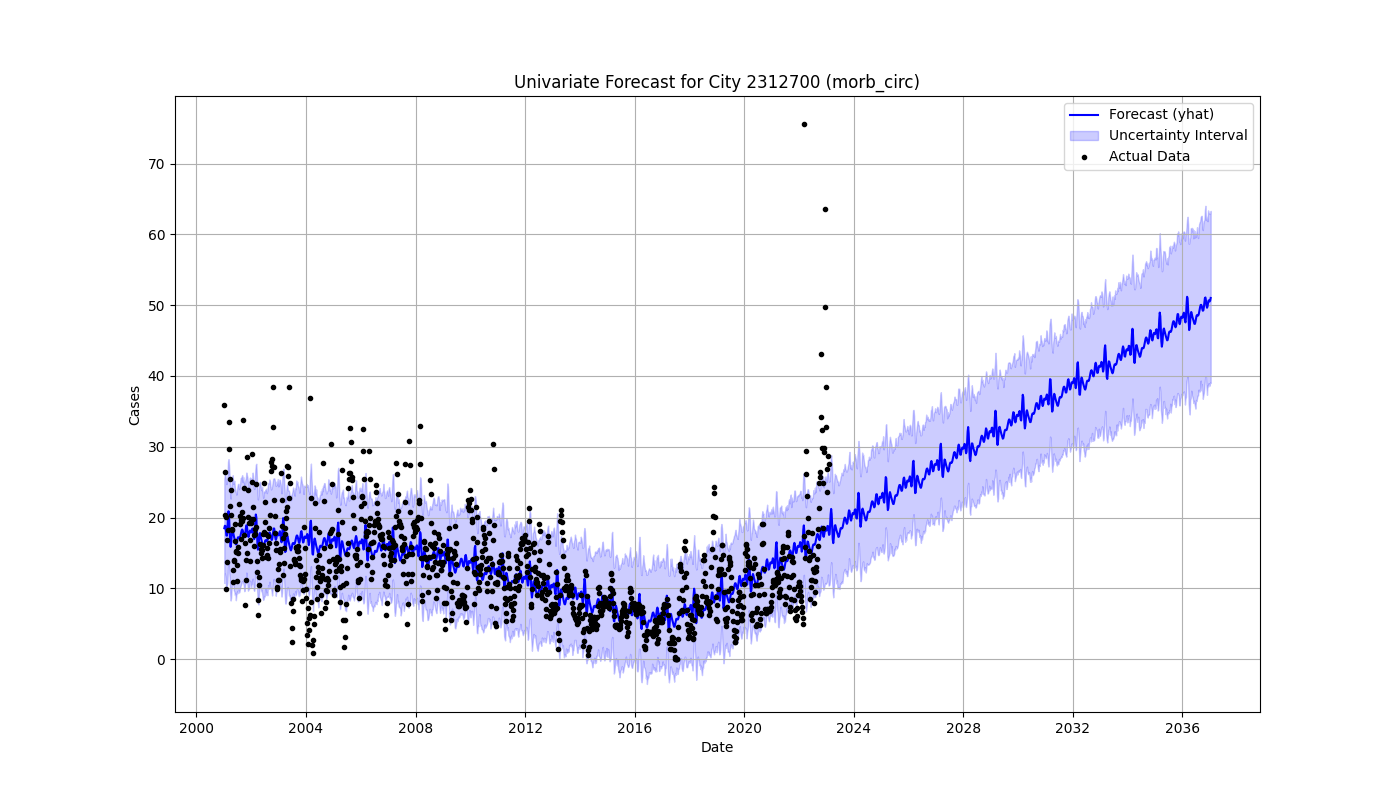 Univariate Forecast for City 2312700 (morb_circ)
Forecast (yhat)
Uncertainty Interval
Actual Data
Cases
70
60
50
40
30
20
10
0
2000 2004 2008 2012 2016 2020 2024 2028 2032 2036
Date